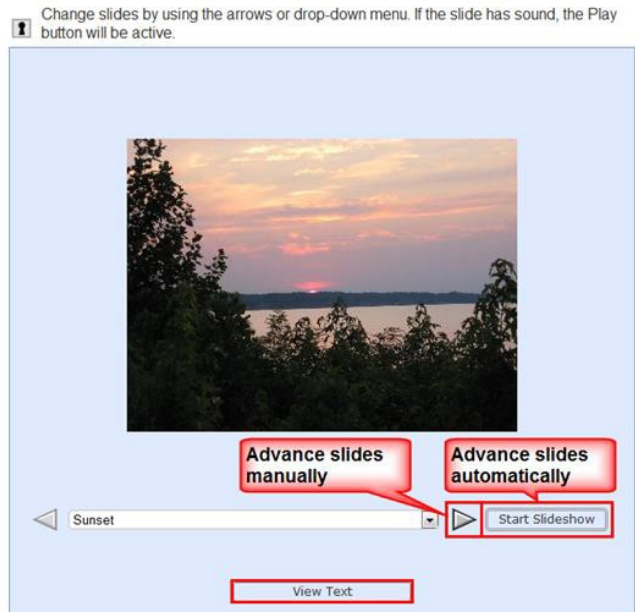 Change slides by using the arrows or drop-down menu. If the slide has sound, the Play
button will be active.
Advance slides
manually
Advance slides
automatically
Sunset
Start Slideshow
View Text